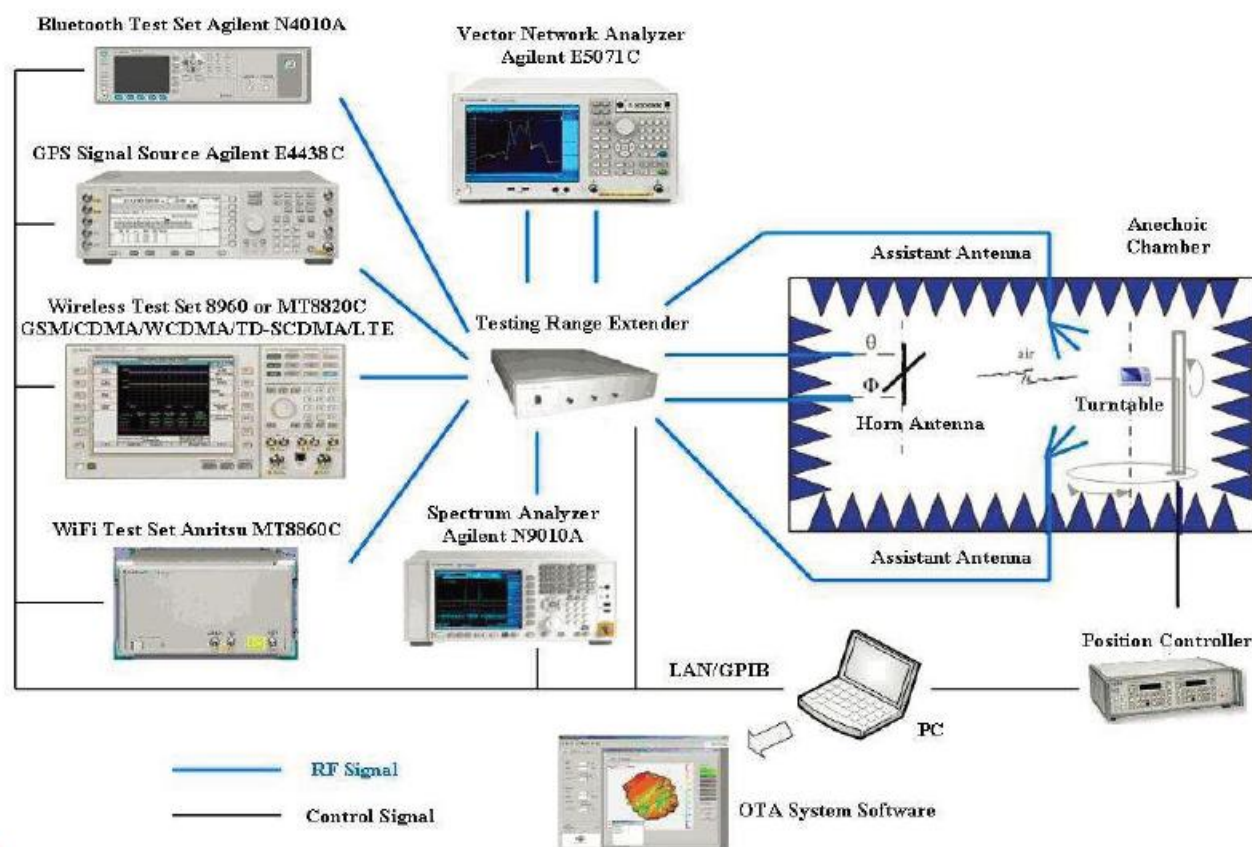 Bluetooth Test Set Agilent N4010A
Vector Network Analyzer
Agilent E5071C
GPS Signal Source Agilent E4438C
Anechoic
Chamber
Assistant Antenna
Wireless Test Set 8960 or MT8820C
GSM/CDMA/WCDMA/TD-SCDMA/LTE
Testing Range Extender
θ
air
Φ
Turntable
Horn Antenna
WiFi Test Set Anritsu MT8860C
Spectrum Analyzer
Agilent N9010A
Assistant Antenna
Position Controller
LAN/GPIB
PC
RF Signal
Control Signal
OTA System Software